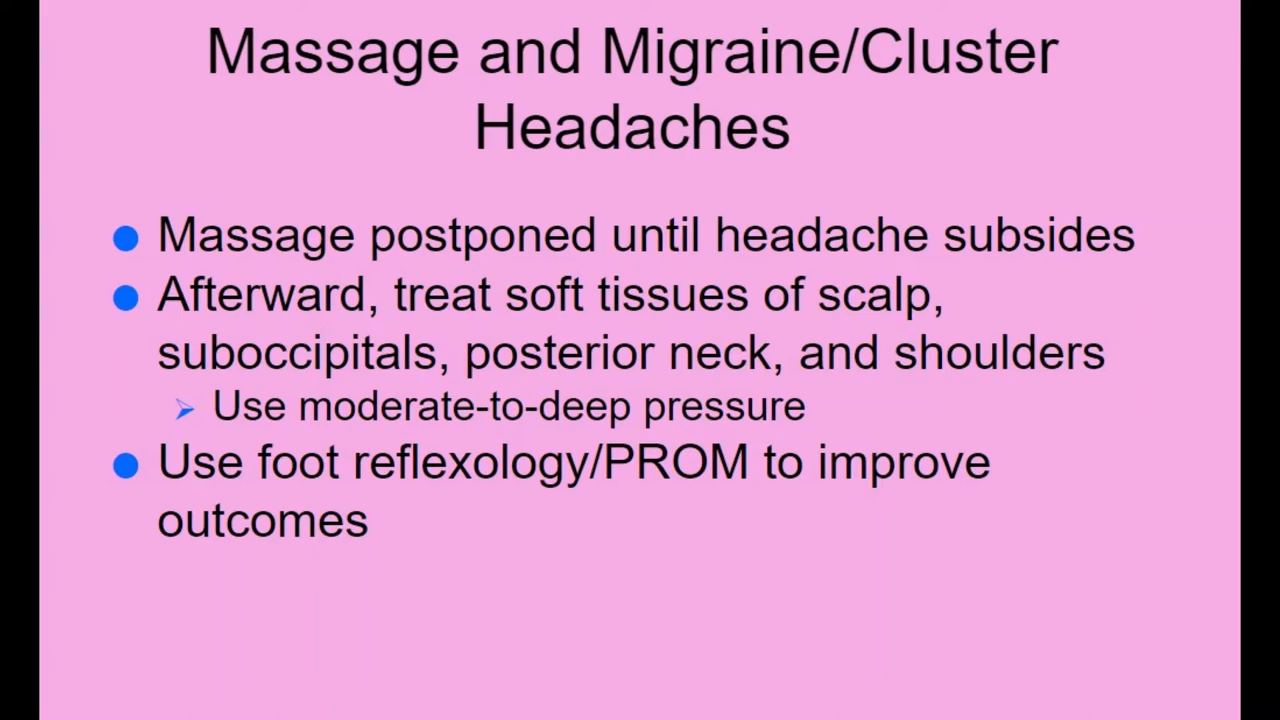 Massage and Migraine/Cluster
Headaches
Massage postponed until headache subsides
Afterward, treat soft tissues of scalp,
suboccipitals, posterior neck, and shoulders
Use moderate-to-deep pressure
Use foot reflexology/PROM to improve
outcomes